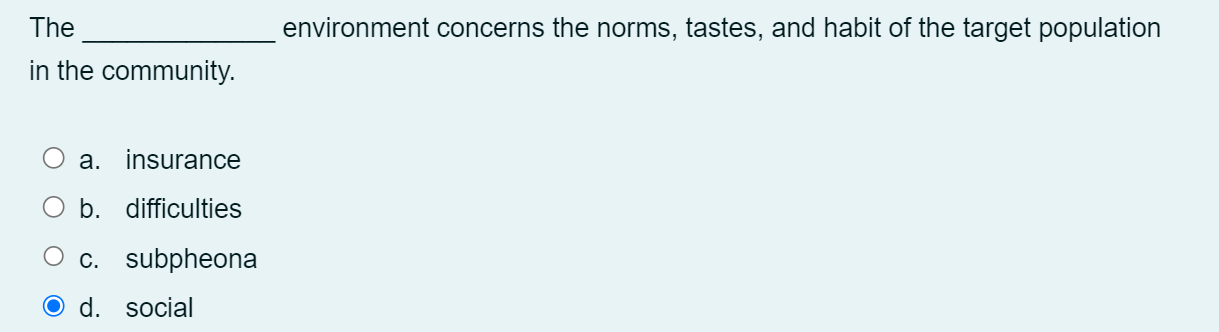 The ______________ environment concerns the norms, tastes, and habit of the target population
in the community.
a. insurance
b. difficulties
c. subpheona
d. social